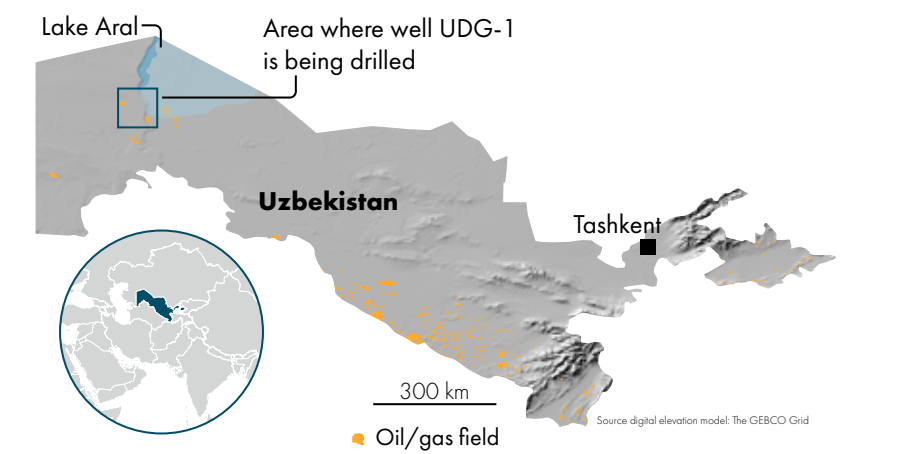 Lake Aral
Area where well UDG-1
is being drilled
Uzbekistan
Tashkent
300 km
Source digital elevation model: The GEBCO Grid
Oil/gas field